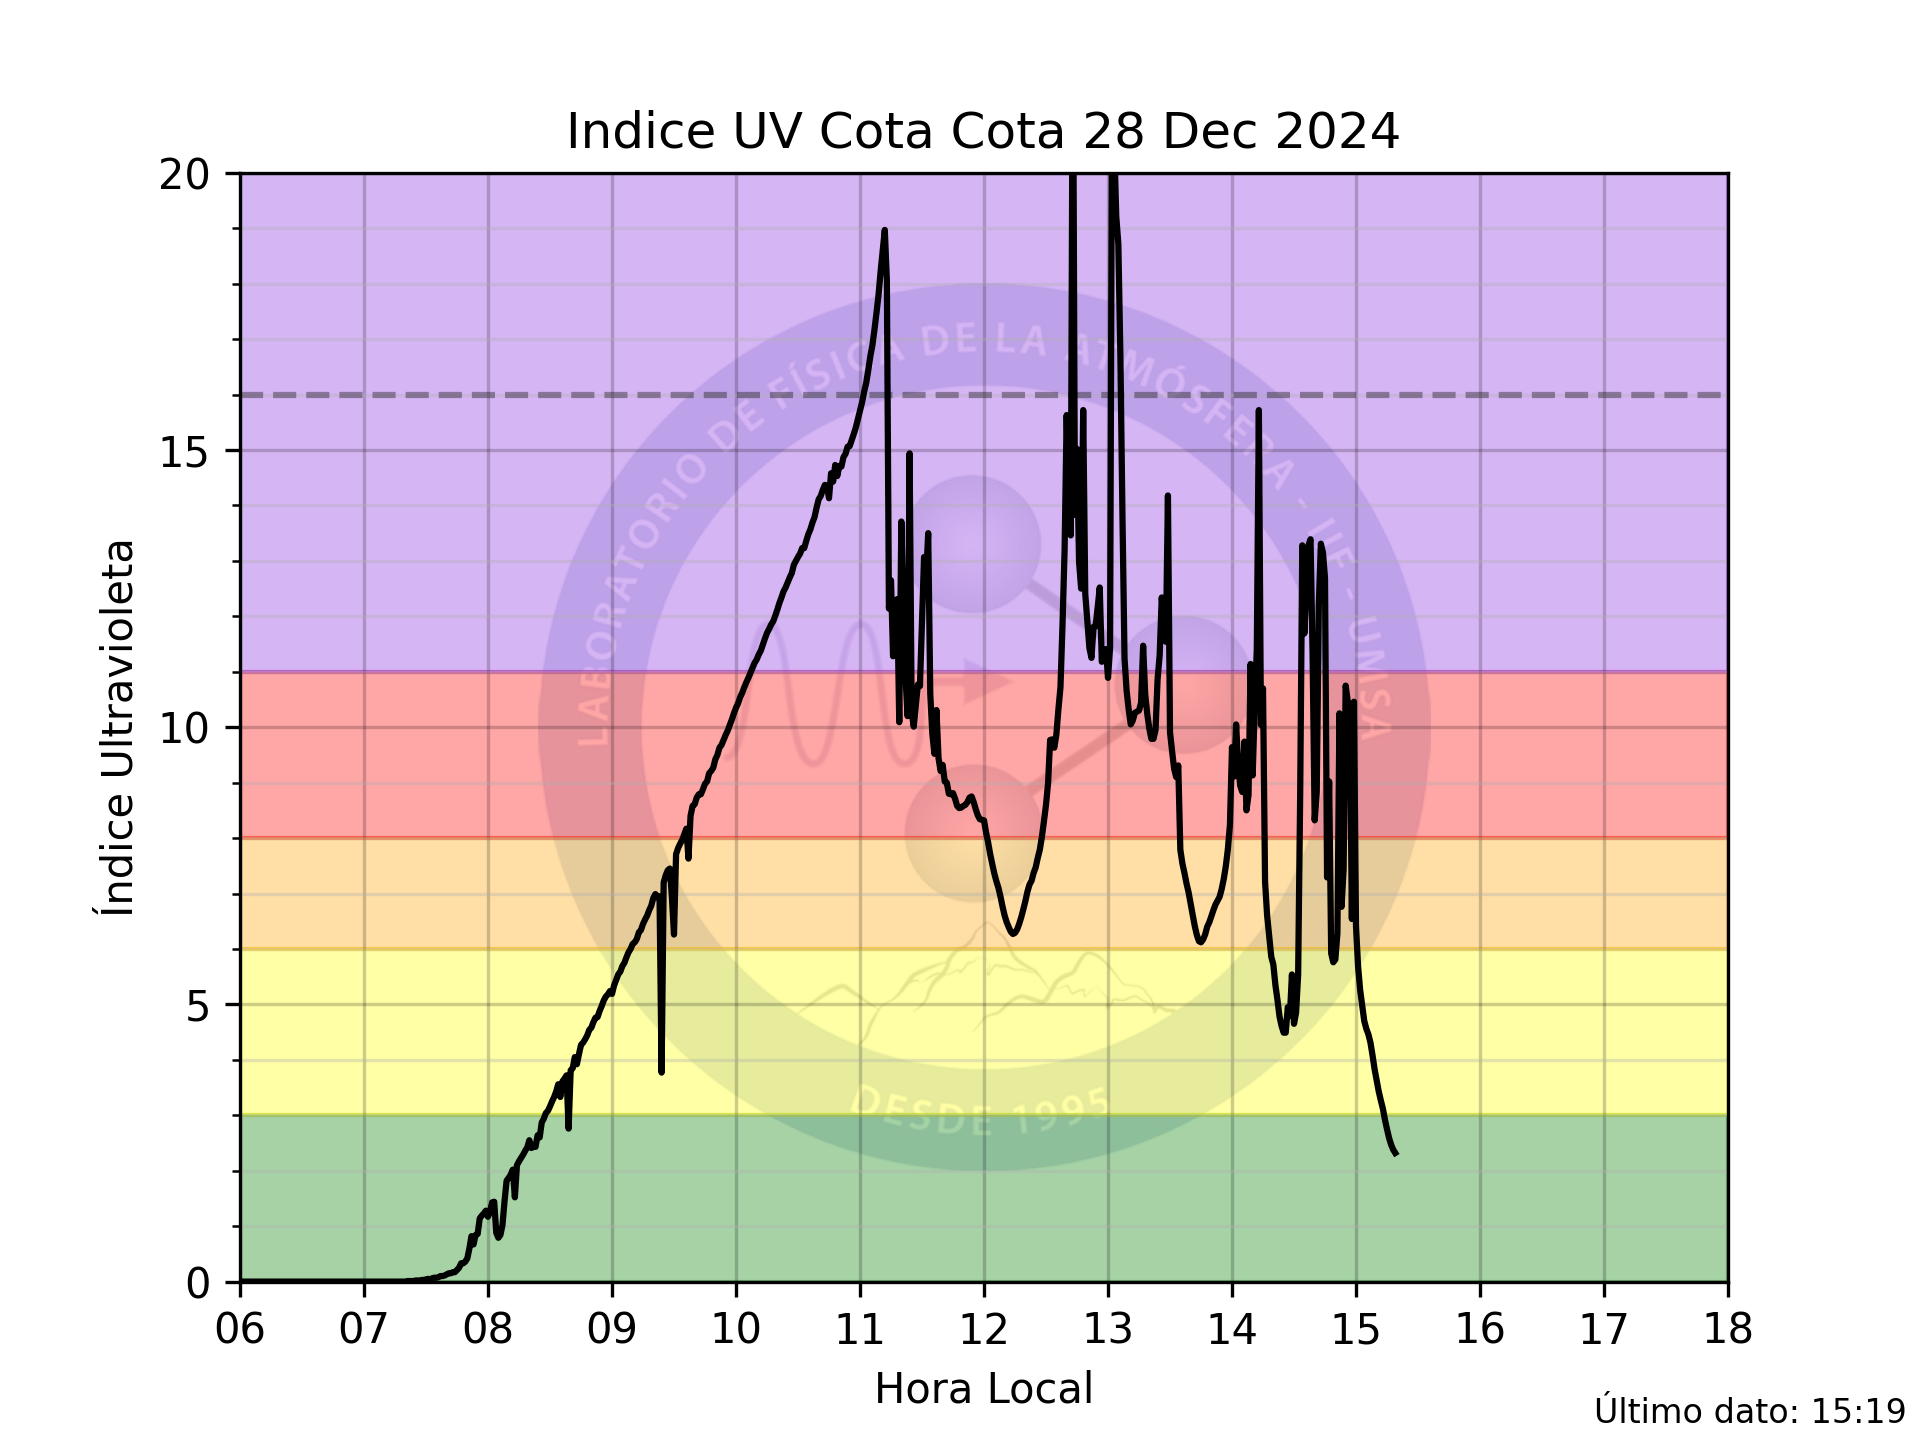 Indice UV Cota Cota 28 Dec 2024
20
15
10
5
0
Índice Ultravioleta
LABORATORIO DE FÍSICA DE LA ATMÓSFERA - IIF - UMSA
DESDE 1995
06 07 08 09 10 11 12 13 14 15 16 17 18
Hora Local
Último dato: 15:19